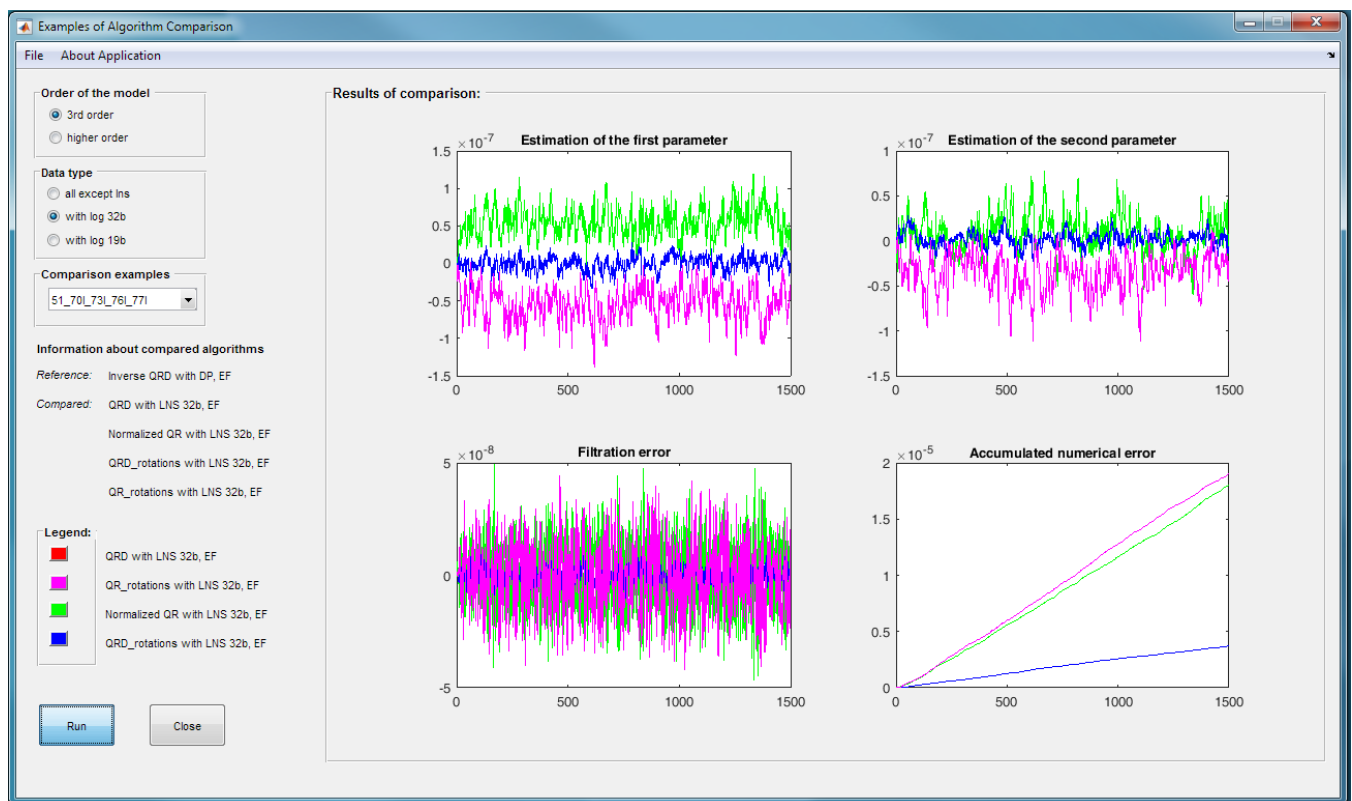 Examples of Algorithm Comparison
File About Application
Order of the model
3rd order
higher order
Data type
all except lns
with log 32b
with log 19b
Comparison examples
51_70l_73l_76l_77l
Information about compared algorithms
Reference: Inverse QRD with DP, EF
Compared: QRD with LNS 32b, EF
Normalized QR with LNS 32b, EF
QRD_rotations with LNS 32b, EF
QR_rotations with LNS 32b, EF
Legend:
QRD with LNS 32b, EF
QR_rotations with LNS 32b, EF
Normalized QR with LNS 32b, EF
QRD_rotations with LNS 32b, EF
Run Close
Results of comparison:
×10^-7 Estimation of the first parameter
1.5
1
0.5
0
-0.5
-1
-1.5
0 500 1000 1500
×10^-7 Estimation of the second parameter
1
0.5
0
-0.5
-1
-1.5
0 500 1000 1500
×10^-8 Filtration error
5
0
-5
0 500 1000 1500
×10^-5 Accumulated numerical error
2
1.5
1
0.5
0
0 500 1000 1500